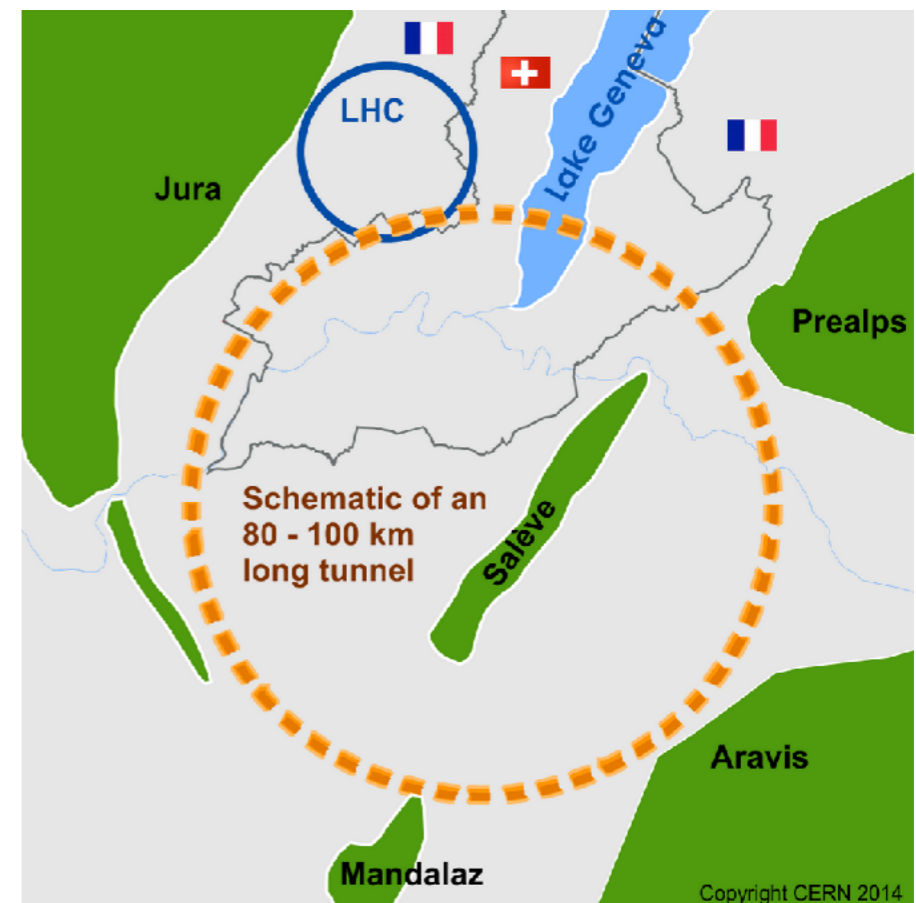 LHC
Lake Geneva
Jura
Prealps
Schematic of an
80 - 100 km
long tunnel
Salève
Aravis
Mandalaz
Copyright CERN 2014